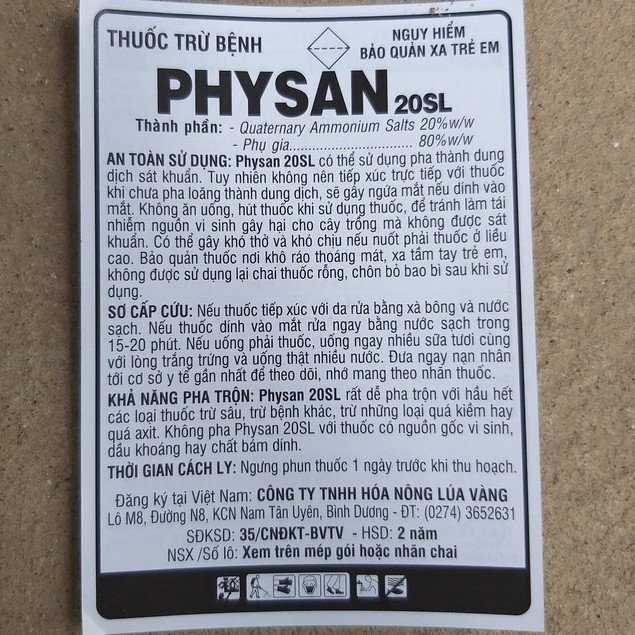 THUỐC TRỪ BỆNH
NGUY HIỂM
BẢO QUẢN XA TRẺ EM
PHYSAN 20SL
Thành phần: - Quaternary Ammonium Salts 20%w/w
- Phụ gia................................ 80%w/w
AN TOÀN SỬ DỤNG: Physan 20SL có thể sử dụng pha thành dung
dịch sát khuẩn. Tuy nhiên không nên tiếp xúc trực tiếp với thuốc
khi chưa pha loãng thành dung dịch, sẽ gây ngứa mắt nếu dính vào
mắt. Không ăn uống, hút thuốc khi sử dụng thuốc, để tránh làm tái
nhiễm nguồn vi sinh gây hại cho cây trồng mà không được sát
khuẩn. Có thể gây khó thở và khó chịu nếu nuốt phải thuốc ở liều
cao. Bảo quản thuốc nơi khô ráo thoáng mát, xa tầm tay trẻ em,
không được sử dụng lại chai thuốc rỗng, chôn bỏ bao bì sau khi sử
dụng.
SƠ CẤP CỨU: Nếu thuốc tiếp xúc với da rửa bằng xà bông và nước
sạch. Nếu thuốc dính vào mắt rửa ngay bằng nước sạch trong
15-20 phút. Nếu uống phải thuốc, uống ngay nhiều sữa tươi cùng
với lòng trắng trứng và uống thật nhiều nước. Đưa ngay nạn nhân
tới cơ sở y tế gần nhất để theo dõi, nhớ mang theo nhãn thuốc.
KHẢ NĂNG PHA TRỘN: Physan 20SL rất dễ pha trộn với hầu hết
các loại thuốc trừ sâu, trừ bệnh khác, trừ những loại quá kiềm hay
quá axit. Không pha Physan 20SL với thuốc có nguồn gốc vi sinh,
dầu khoáng hay chất bám dính.
THỜI GIAN CÁCH LY: Ngưng phun thuốc 1 ngày trước khi thu hoạch.
Đăng ký tại Việt Nam: CÔNG TY TNHH HÓA NÔNG LÚA VÀNG
Lô M8, Đường N8, KCN Nam Tân Uyên, Bình Dương - ĐT: (0274) 3652631
SĐKSD: 35/CNĐKT-BVTV - HSD: 2 năm
NSX /Số lô: Xem trên mép gói hoặc nhãn chai